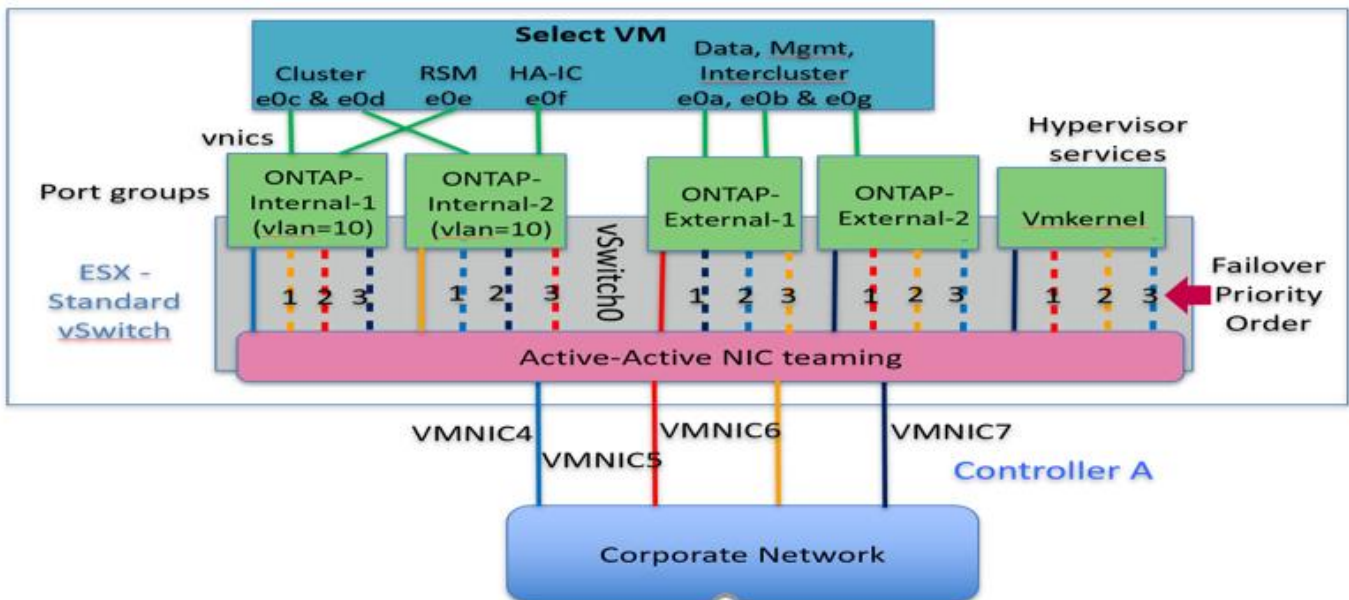 Select VM
Cluster
e0c & e0d
RSM
e0e
HA-IC
e0f
Data, Mgmt,
Intercluster
e0a, e0b & e0g
vnics
Hypervisor
services
Port groups
ONTAP-
Internal-1
(vlan=10)
ONTAP-
Internal-2
(vlan=10)
ONTAP-
External-1
ONTAP-
External-2
Vmkernel
vSwitch0
ESX -
Standard
vSwitch
1 2 3
1 2 3
1 2 3
1 2 3
1 2 3
Failover
Priority
Order
Active-Active NIC teaming
VMNIC4
VMNIC5
VMNIC6
VMNIC7
Controller A
Corporate Network